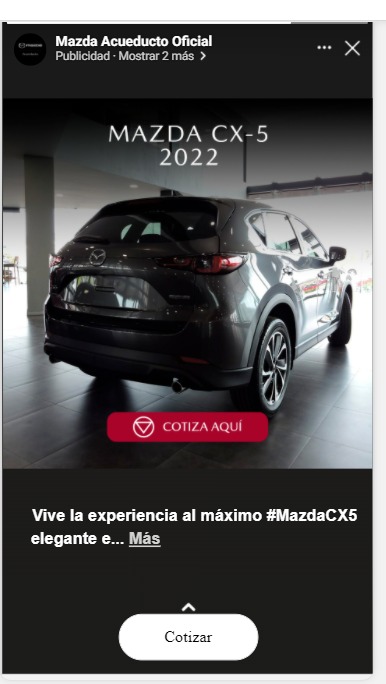 Mazda Acueducto Oficial
Publicidad · Mostrar 2 más
MAZDA CX-5
2022
COTIZA AQUÍ
Vive la experiencia al máximo #MazdaCX5
elegante e... Más
Cotizar